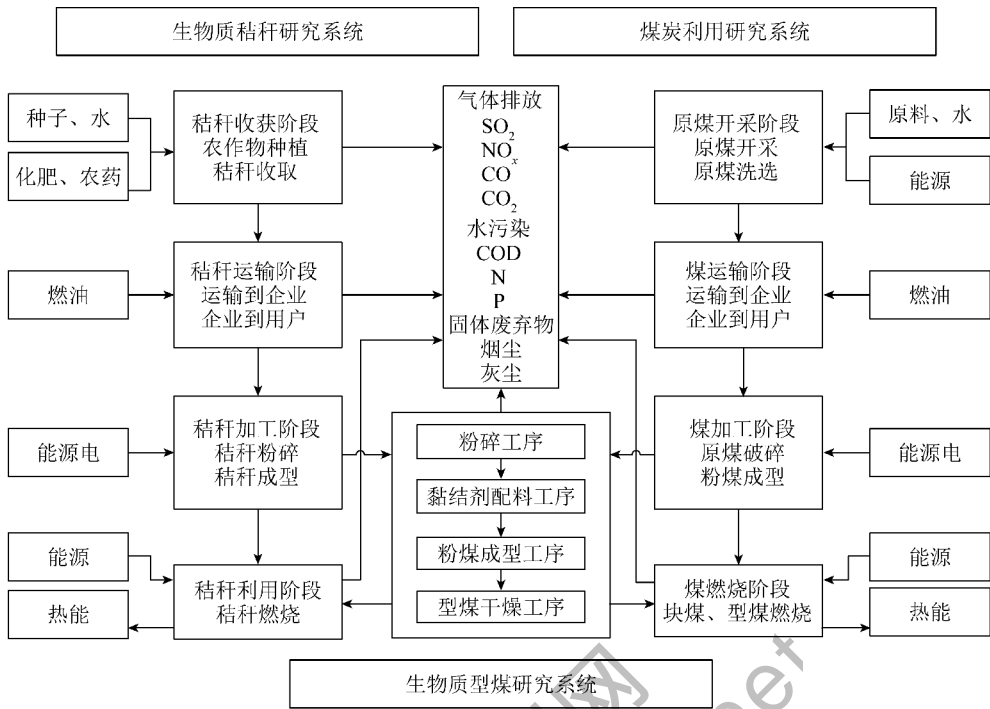 生物质秸秆研究系统
煤炭利用研究系统
种子、水
化肥、农药
秸秆收获阶段
农作物种植
秸秆收取
气体排放
SO2
NOx
CO
CO2
水污染
COD
N
P
固体废弃物
烟尘
灰尘
原煤开采阶段
原煤开采
原煤洗选
原料、水
能源
燃油
秸秆运输阶段
运输到企业
企业到用户
煤运输阶段
运输到企业
企业到用户
燃油
能源电
秸秆加工阶段
秸秆粉碎
秸秆成型
粉碎工序
黏结剂配料工序
粉煤成型工序
型煤干燥工序
煤加工阶段
原煤破碎
粉煤成型
能源电
能源
热能
秸秆利用阶段
秸秆燃烧
煤燃烧阶段
块煤、型煤燃烧
能源
热能
生物质型煤研究系统
网
net